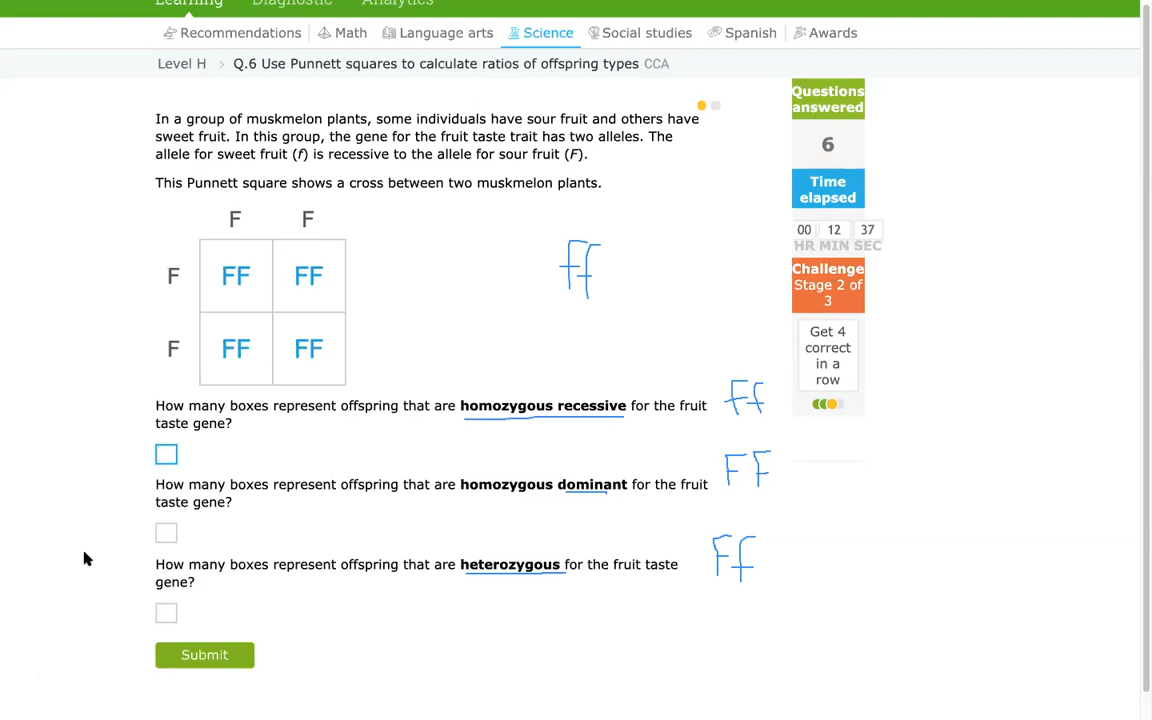 Learning Diagnostic Analytics
Recommendations Math Language arts Science Social studies Spanish Awards
Level H > Q.6 Use Punnett squares to calculate ratios of offspring types CCA
In a group of muskmelon plants, some individuals have sour fruit and others have
sweet fruit. In this group, the gene for the fruit taste trait has two alleles. The
allele for sweet fruit (f) is recessive to the allele for sour fruit (F).
This Punnett square shows a cross between two muskmelon plants.
F F
F FF FF
F FF FF
Ff
How many boxes represent offspring that are homozygous recessive for the fruit
taste gene?
Ff
How many boxes represent offspring that are homozygous dominant for the fruit
taste gene?
FF
How many boxes represent offspring that are heterozygous for the fruit taste
gene?
Ff
Submit
Questions
answered
6
Time
elapsed
00 12 37
HR MIN SEC
Challenge
Stage 2 of
3
Get 4
correct
in a
row